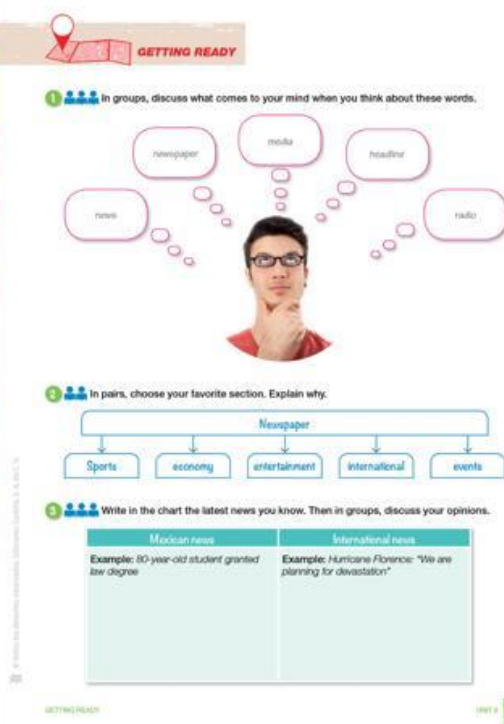 GETTING READY
1 In groups, discuss what comes to your mind when you think about these words.
media
newspaper
headline
news
radio
2 In pairs, choose your favorite section. Explain why.
Newspaper
Sports economy entertainment international events
3 Write in the chart the latest news you know. Then in groups, discuss your opinions.
Mexican news International news
Example: 80-year-old student granted
law degree
Example: Hurricane Florence: "We are
planning for devastation"
GETTING READY